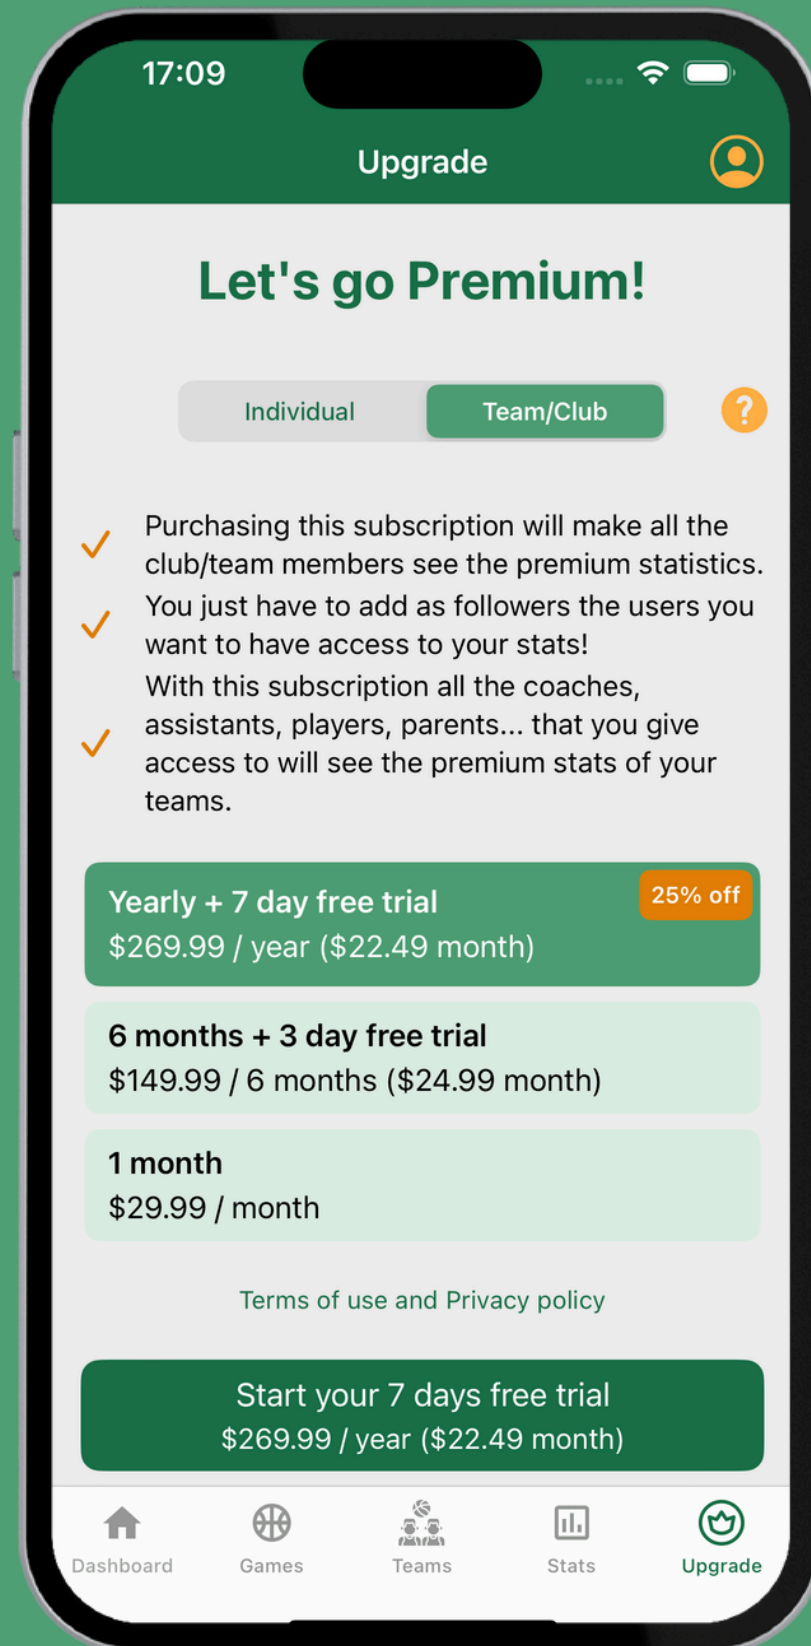 17:09
Upgrade
Let's go Premium!
Individual
Team/Club
?
Purchasing this subscription will make all the
club/team members see the premium statistics.
You just have to add as followers the users you
want to have access to your stats!
With this subscription all the coaches,
assistants, players, parents... that you give
access to will see the premium stats of your
teams.
Yearly + 7 day free trial
25% off
$269.99 / year ($22.49 month)
6 months + 3 day free trial
$149.99 / 6 months ($24.99 month)
1 month
$29.99 / month
Terms of use and Privacy policy
Start your 7 days free trial
$269.99 / year ($22.49 month)
Dashboard
Games
Teams
Stats
Upgrade